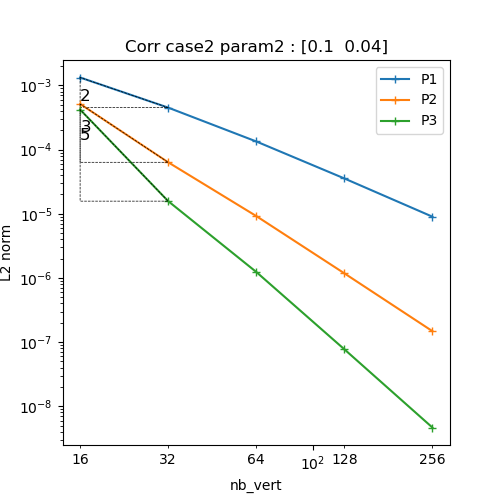 Corr case2 param2 : [0.1  0.04]
P1
P2
P3
10⁻³
10⁻⁴
10⁻⁵
10⁻⁶
10⁻⁷
10⁻⁸
L2 norm
2
3
5
16 32 64 10² 128 256
nb_vert